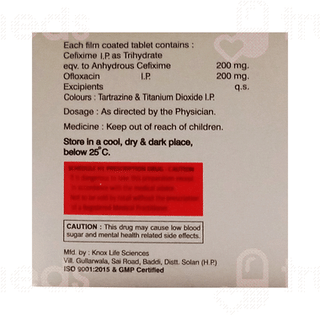 Each film coated tablet contains :
Cefixime I.P. as Trihydrate
eqv. to Anhydrous Cefixime 200 mg.
Ofloxacin I.P. 200 mg.
Excipients q.s.
Colours : Tartrazine & Titanium Dioxide I.P.
Dosage : As directed by the Physician.
Medicine : Keep out of reach of children.
Store in a cool, dry & dark place,
below 25°C.
CAUTION : This drug may cause low blood
sugar and mental health related side effects.
Mfd. by : Knox Life Sciences
Vill. Gullarwala, Sai Road, Baddi, Distt. Solan (H.P.)
ISO 9001:2015 & GMP Certified